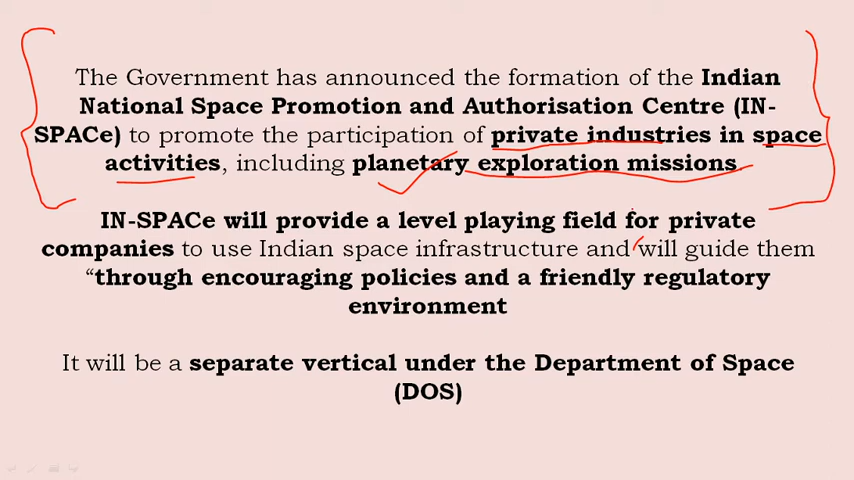 The Government has announced the formation of the Indian
National Space Promotion and Authorisation Centre (IN-
SPACe) to promote the participation of private industries in space
activities, including planetary exploration missions
IN-SPACe will provide a level playing field for private
companies to use Indian space infrastructure and will guide them
“through encouraging policies and a friendly regulatory
environment
It will be a separate vertical under the Department of Space
(DOS)